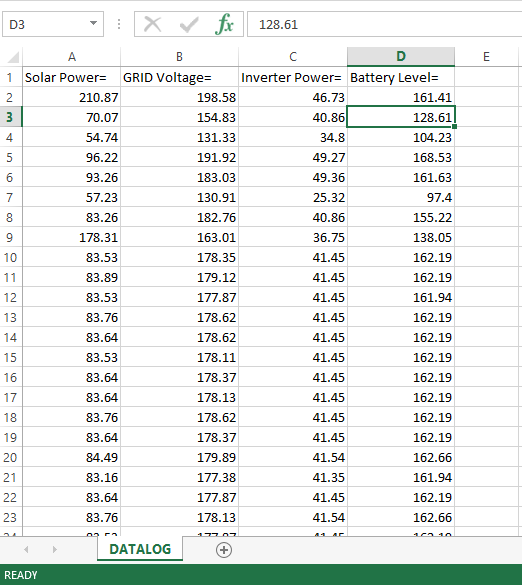 D3 fx 128.61
A B C D E
1 Solar Power= GRID Voltage= Inverter Power= Battery Level=
2 210.87 198.58 46.73 161.41
3 70.07 154.83 40.86 128.61
4 54.74 131.33 34.8 104.23
5 96.22 191.92 49.27 168.53
6 93.26 183.03 49.36 161.63
7 57.23 130.91 25.32 97.4
8 83.26 182.76 40.86 155.22
9 178.31 163.01 36.75 138.05
10 83.53 178.35 41.45 162.19
11 83.89 179.12 41.45 162.19
12 83.53 177.87 41.45 161.94
13 83.76 178.62 41.45 162.19
14 83.64 178.62 41.45 162.19
15 83.53 178.11 41.45 162.19
16 83.64 178.37 41.45 162.19
17 83.64 178.13 41.45 162.19
18 83.76 178.62 41.45 162.19
19 83.64 178.37 41.45 162.19
20 84.49 179.89 41.54 162.66
21 83.16 177.38 41.35 161.94
22 83.64 177.87 41.45 162.19
23 83.76 178.13 41.54 162.66
DATALOG
READY